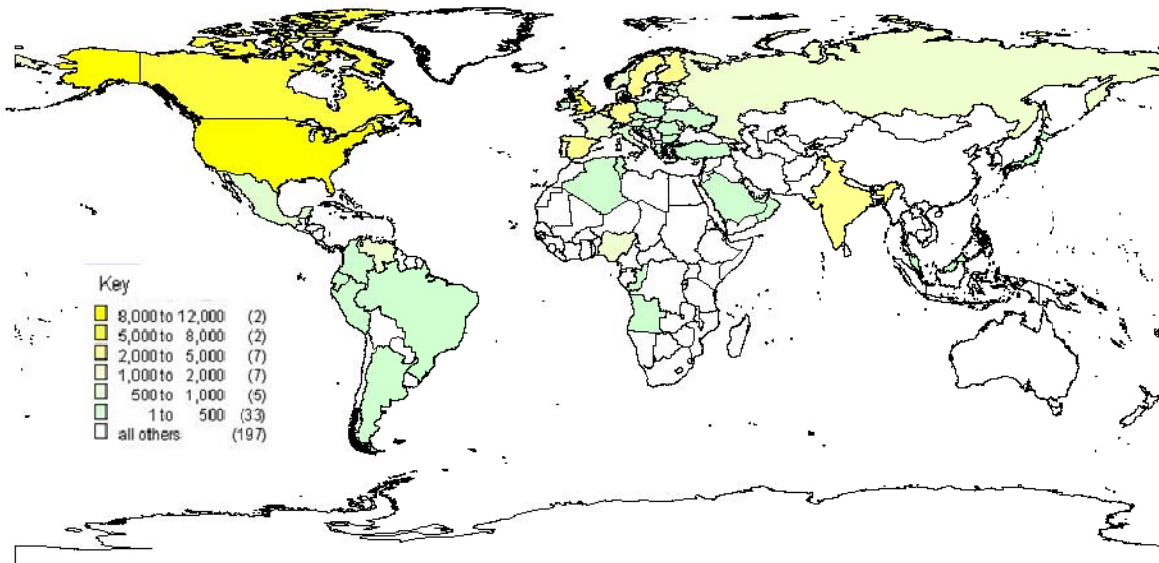 Key
8,000 to 12,000 (2)
5,000 to 8,000 (2)
2,000 to 5,000 (7)
1,000 to 2,000 (7)
500 to 1,000 (5)
1 to 500 (33)
all others (197)